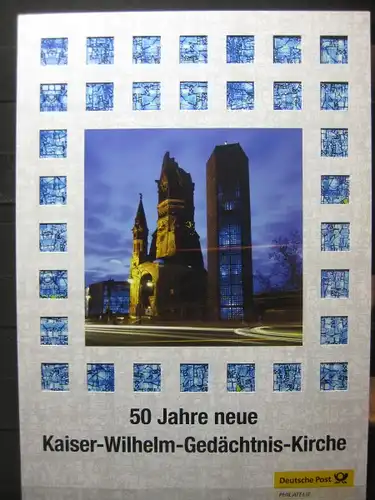 50 Jahre neue
Kaiser-Wilhelm-Gedächtnis-Kirche
Deutsche Post
PHILATELIE